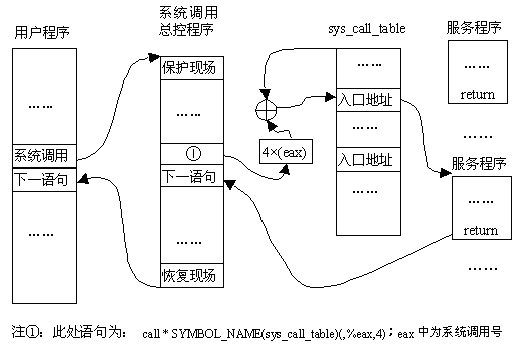 用户程序
系统调用
总控程序
sys_call_table
服务程序
……
系统调用
下一语句
……
保护现场
……
①
下一语句
……
恢复现场
4×(eax)
……
入口地址
……
入口地址
……
……
return
……
服务程序
……
return
……
注①：此处语句为： call * SYMBOL_NAME(sys_call_table)(,%eax,4)；eax 中为系统调用号